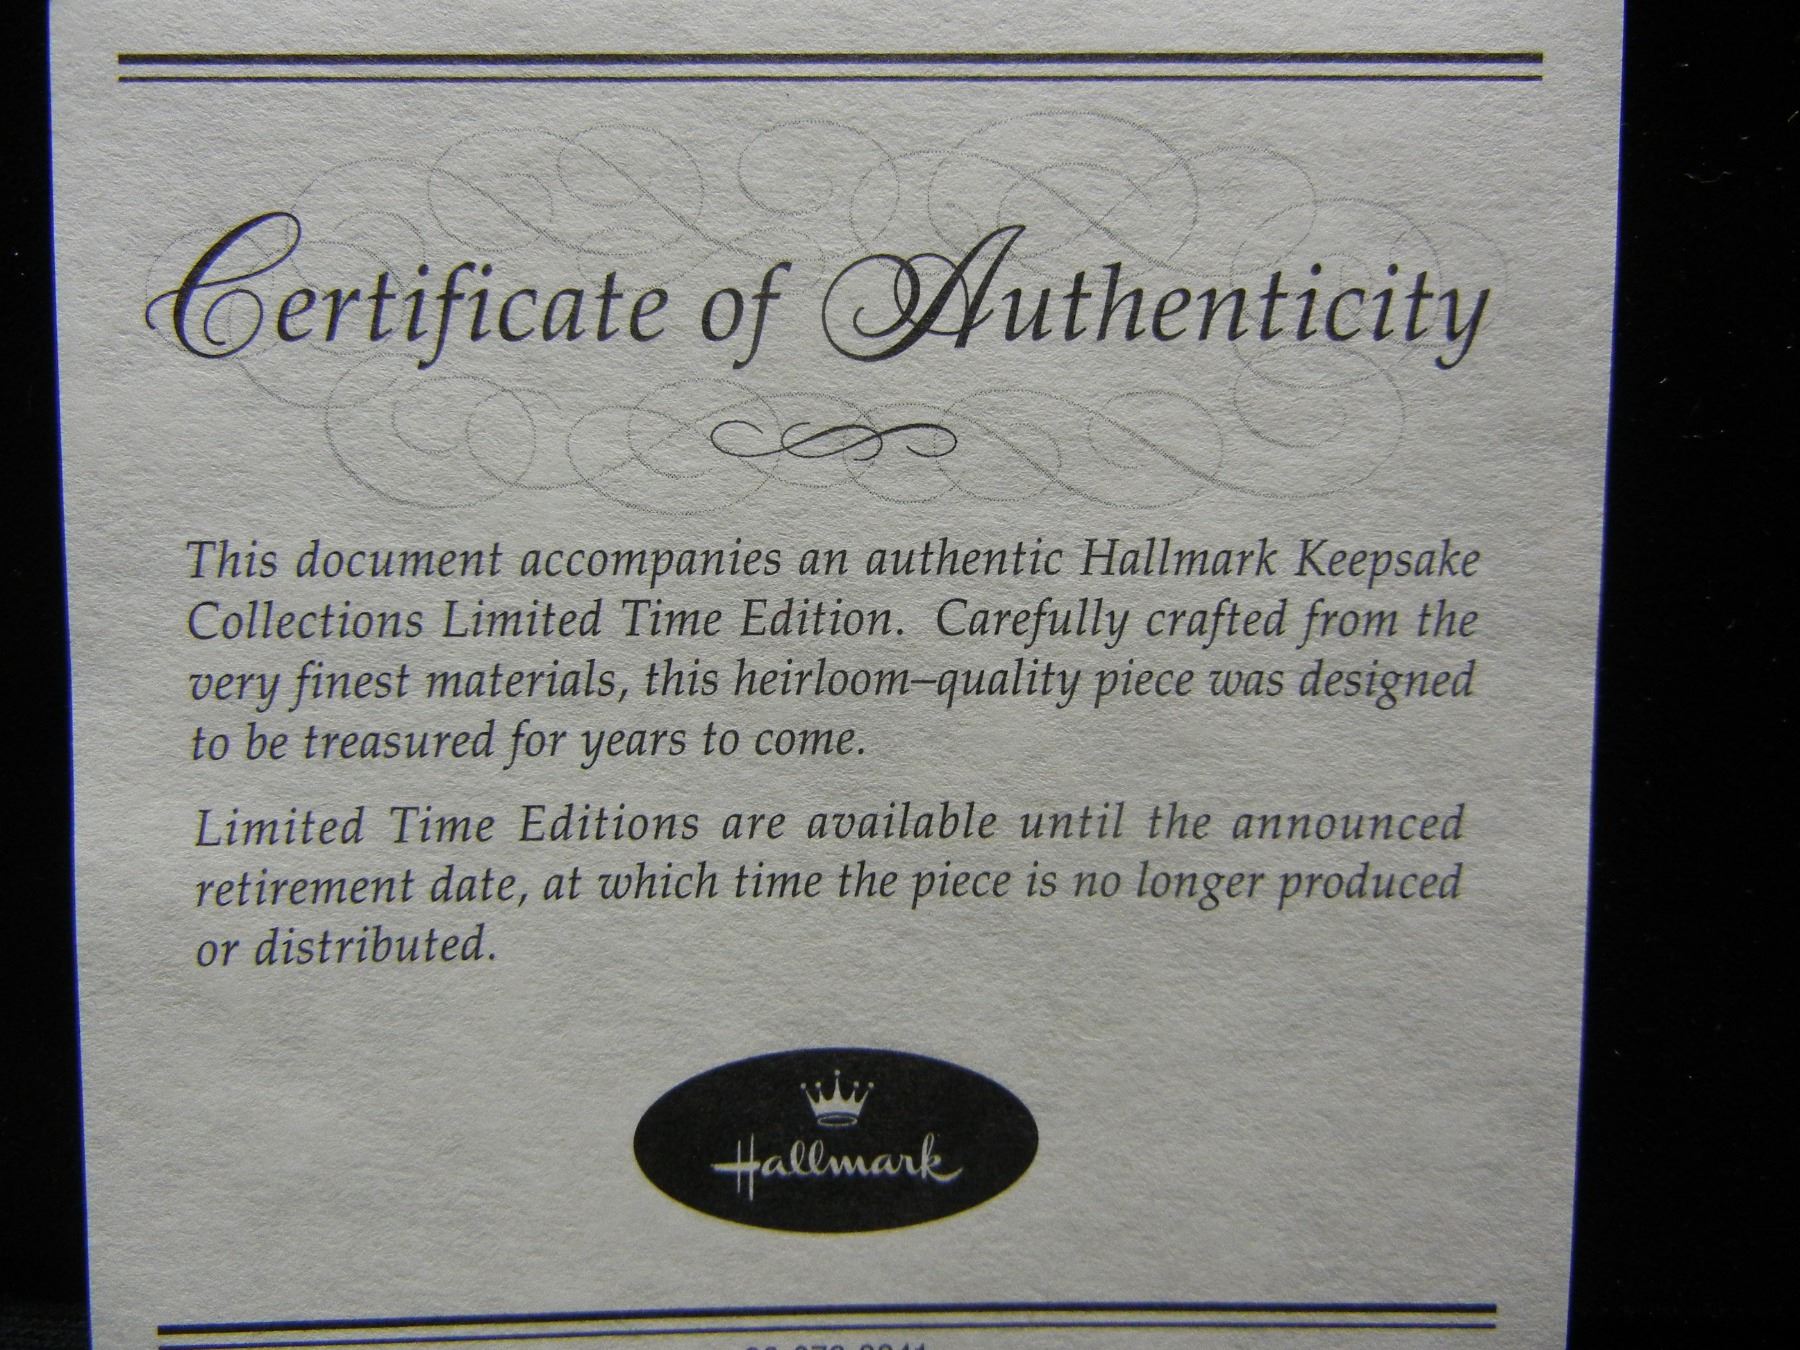 Certificate of Authenticity
This document accompanies an authentic Hallmark Keepsake
Collections Limited Time Edition. Carefully crafted from the
very finest materials, this heirloom–quality piece was designed
to be treasured for years to come.
Limited Time Editions are available until the announced
retirement date, at which time the piece is no longer produced
or distributed.
Hallmark